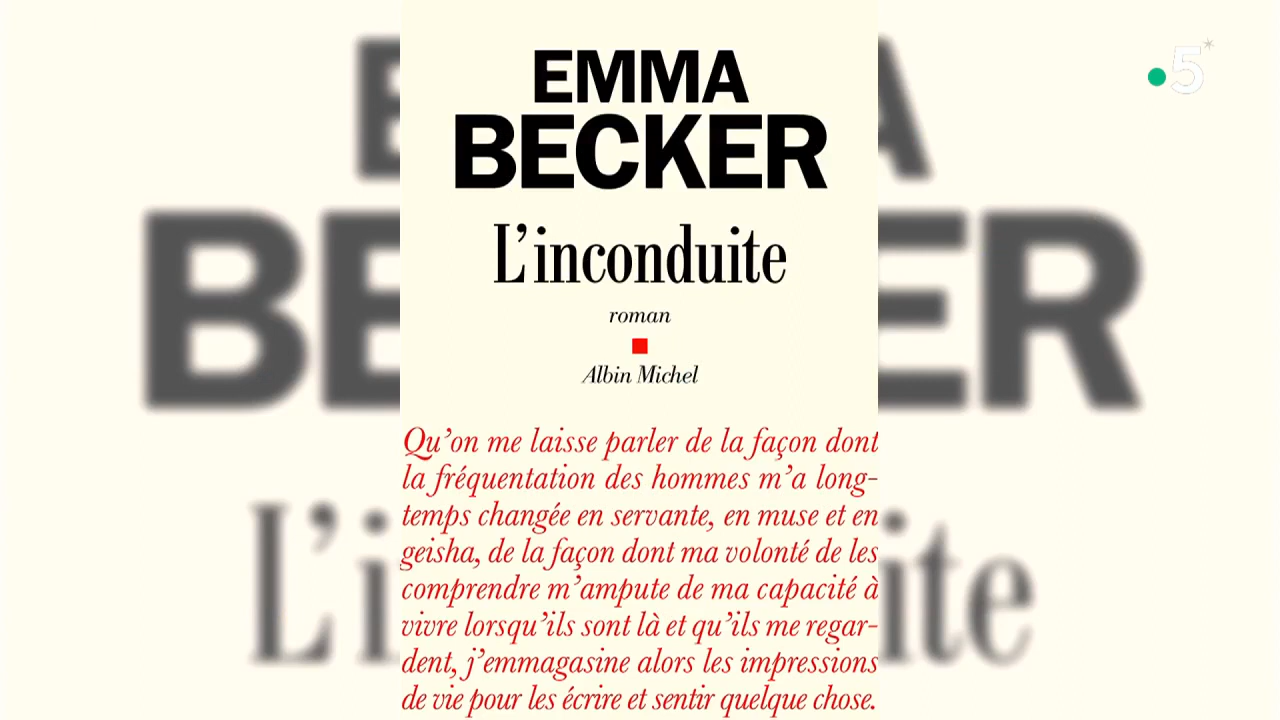 EMMA
BECKER
L'inconduite
roman
Albin Michel
Qu'on me laisse parler de la façon dont
la fréquentation des hommes m'a long-
temps changée en servante, en muse et en
geisha, de la façon dont ma volonté de les
comprendre m'ampute de ma capacité à
vivre lorsqu'ils sont là et qu'ils me regar-
dent, j'emmagasine alors les impressions
de vie pour les écrire et sentir quelque chose.
5*